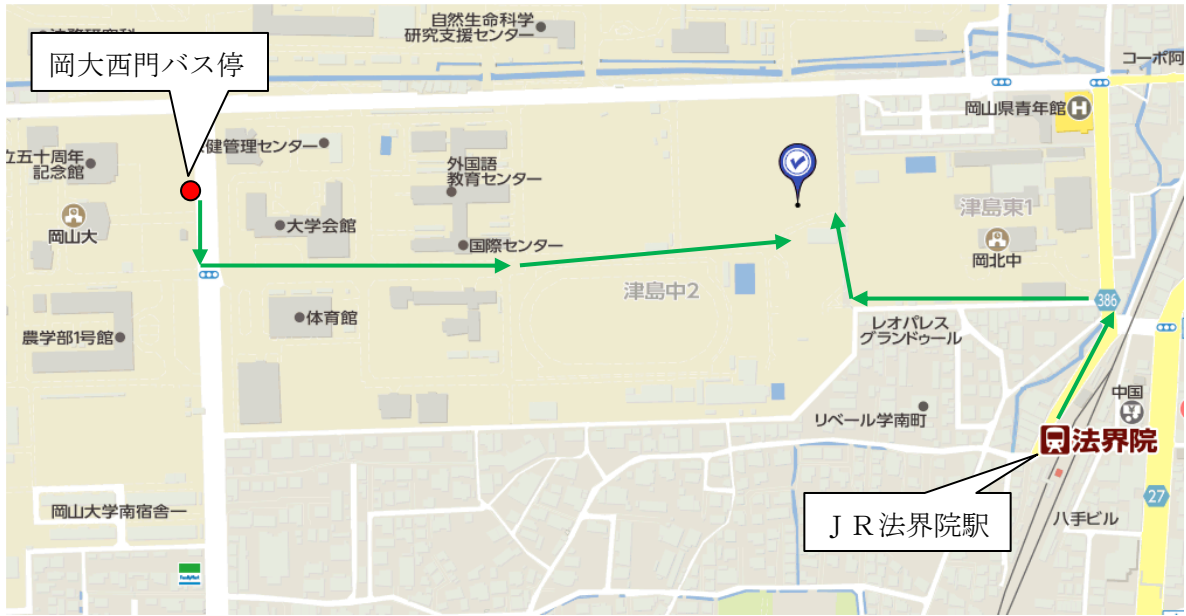 自然生命科学
研究支援センター
コーポ阿
岡大西門バス停
岡山県青年館
H
立五十周年
記念館
健管理センター
外国語
教育センター
岡山大
大学会館
国際センター
津島東1
岡北中
津島中2
386
農学部1号館
体育館
レオパレス
グランドゥール
中国
リベール学南町
法界院
27
岡山大学南宿舎一
ＪＲ法界院駅
八手ビル
FamilyMart